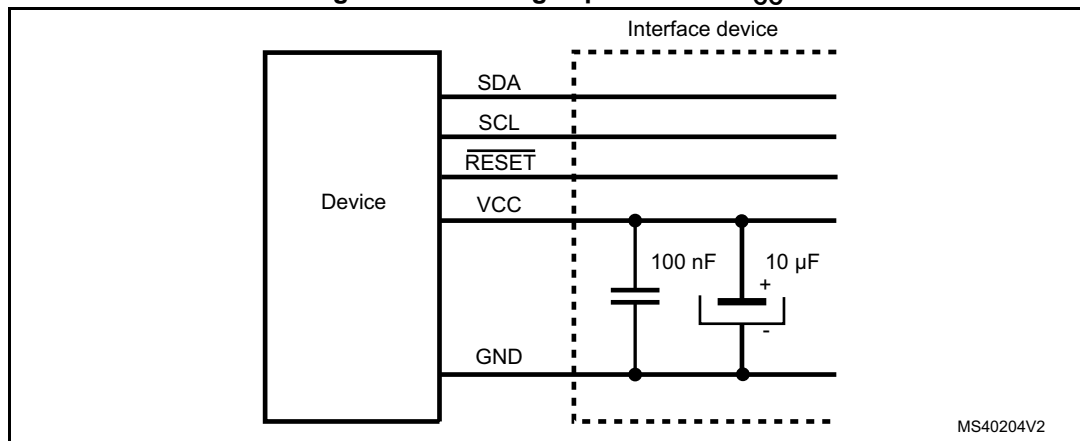 Interface device
SDA
SCL
RESET
Device
VCC
100 nF
10 µF
+
-
GND
MS40204V2